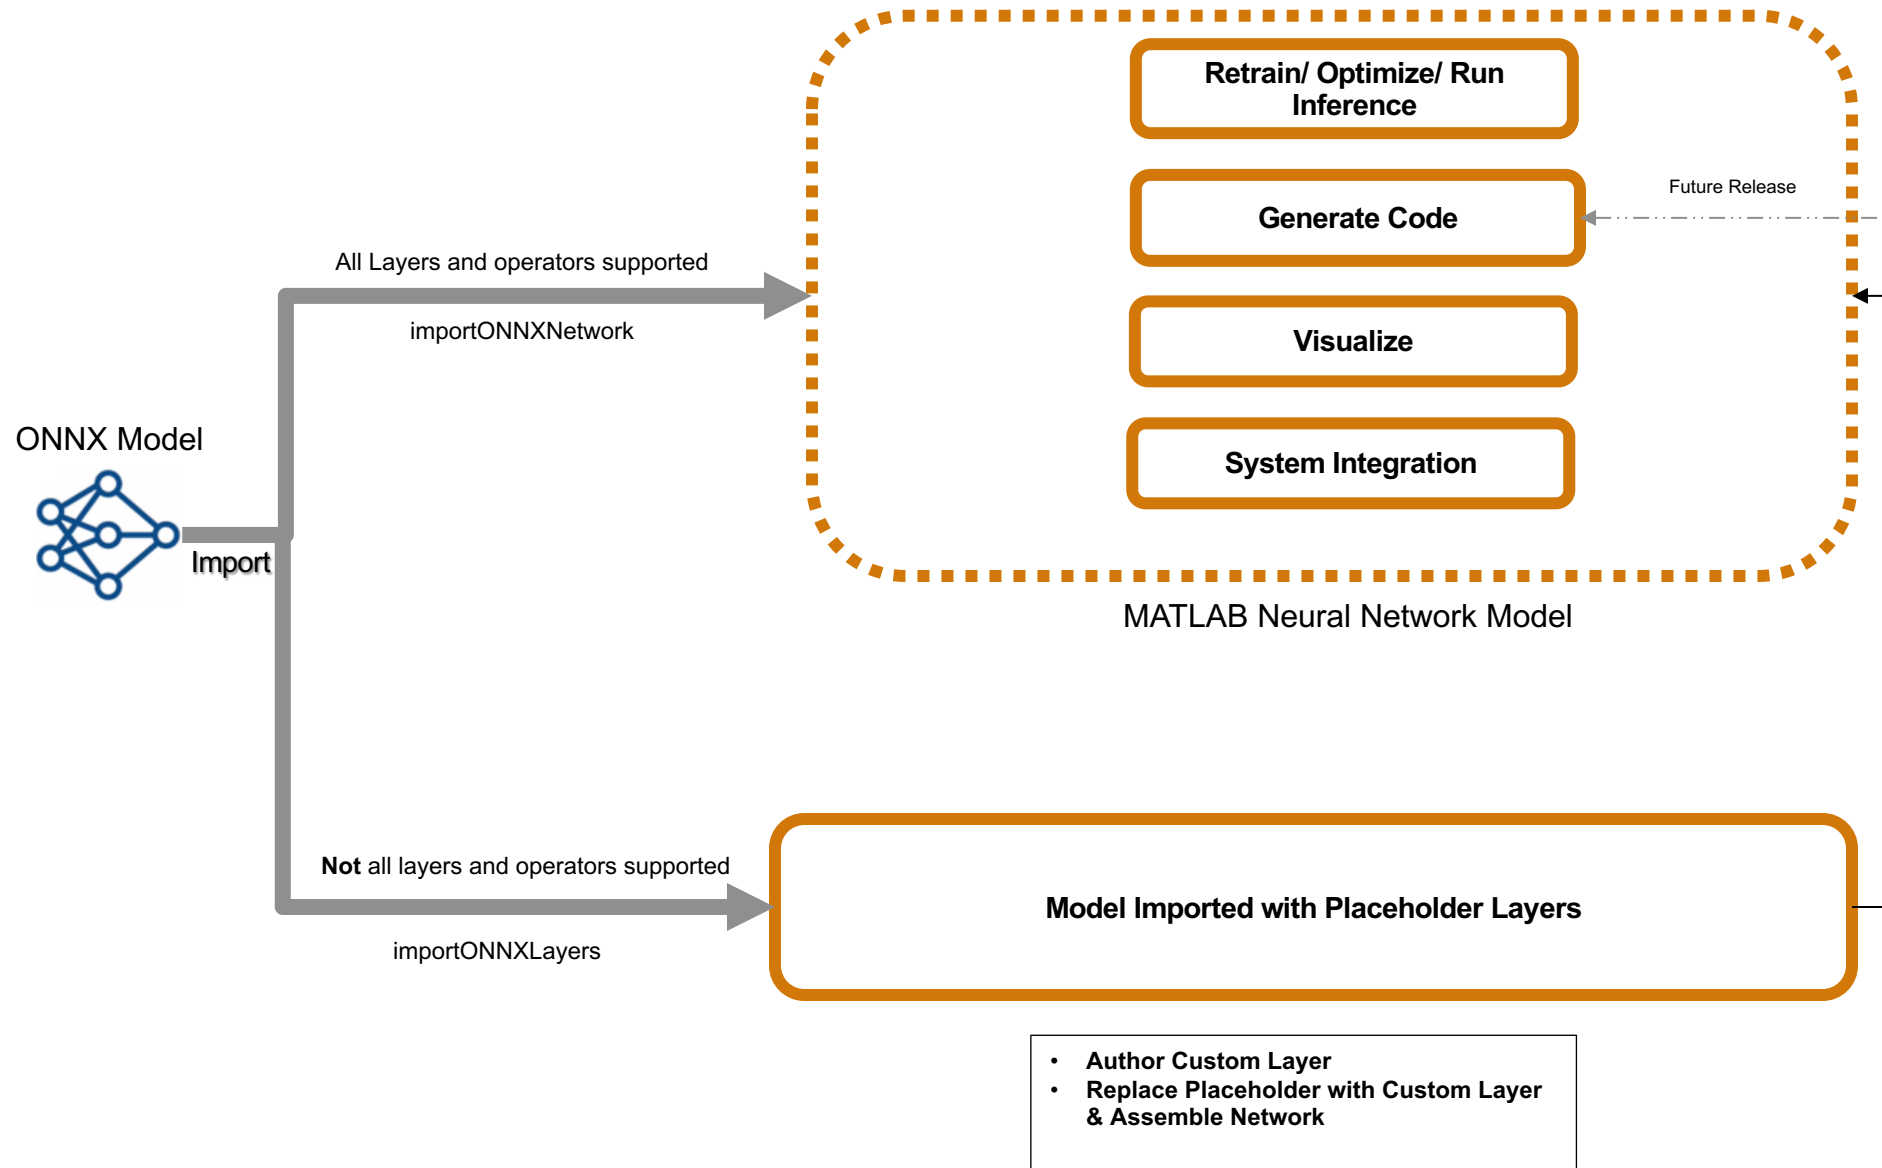 Retrain/ Optimize/ Run
Inference
Future Release
Generate Code
All Layers and operators supported
importONNXNetwork
Visualize
ONNX Model
System Integration
Import
MATLAB Neural Network Model
Not all layers and operators supported
Model Imported with Placeholder Layers
importONNXLayers
• Author Custom Layer
• Replace Placeholder with Custom Layer
& Assemble Network